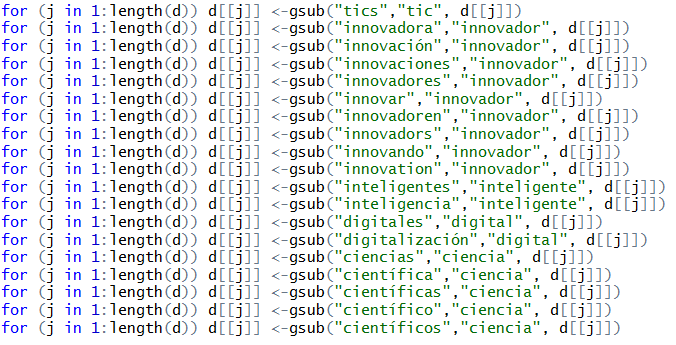 for (j in 1:length(d)) d[[j]] <-gsub("tics","tic", d[[j]])
for (j in 1:length(d)) d[[j]] <-gsub("innovadora","innovador", d[[j]])
for (j in 1:length(d)) d[[j]] <-gsub("innovación","innovador", d[[j]])
for (j in 1:length(d)) d[[j]] <-gsub("innovaciones","innovador", d[[j]])
for (j in 1:length(d)) d[[j]] <-gsub("innovadores","innovador", d[[j]])
for (j in 1:length(d)) d[[j]] <-gsub("innovar","innovador", d[[j]])
for (j in 1:length(d)) d[[j]] <-gsub("innovadoren","innovador", d[[j]])
for (j in 1:length(d)) d[[j]] <-gsub("innovadors","innovador", d[[j]])
for (j in 1:length(d)) d[[j]] <-gsub("innovando","innovador", d[[j]])
for (j in 1:length(d)) d[[j]] <-gsub("innovation","innovador", d[[j]])
for (j in 1:length(d)) d[[j]] <-gsub("inteligentes","inteligente", d[[j]])
for (j in 1:length(d)) d[[j]] <-gsub("inteligencia","inteligente", d[[j]])
for (j in 1:length(d)) d[[j]] <-gsub("digitales","digital", d[[j]])
for (j in 1:length(d)) d[[j]] <-gsub("digitalización","digital", d[[j]])
for (j in 1:length(d)) d[[j]] <-gsub("ciencias","ciencia", d[[j]])
for (j in 1:length(d)) d[[j]] <-gsub("científica","ciencia", d[[j]])
for (j in 1:length(d)) d[[j]] <-gsub("científicas","ciencia", d[[j]])
for (j in 1:length(d)) d[[j]] <-gsub("científico","ciencia", d[[j]])
for (j in 1:length(d)) d[[j]] <-gsub("científicos","ciencia", d[[j]])